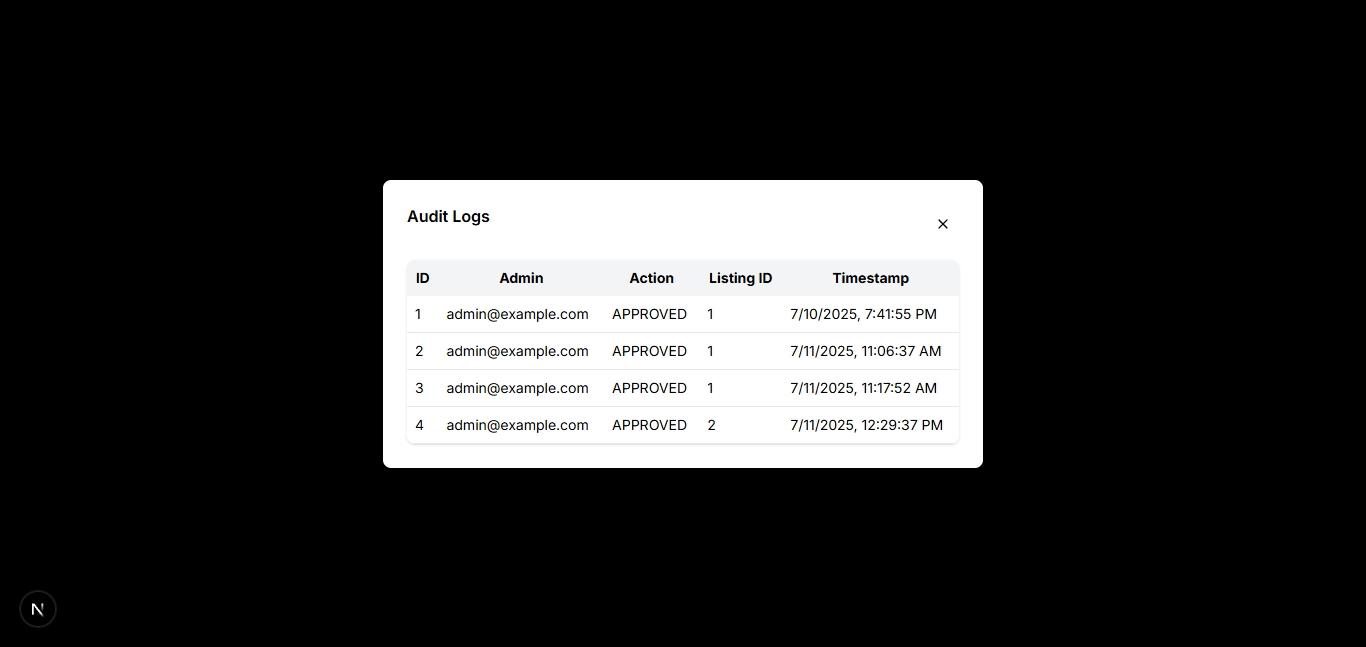 Audit Logs
ID Admin Action Listing ID Timestamp
1 admin@example.com APPROVED 1 7/10/2025, 7:41:55 PM
2 admin@example.com APPROVED 1 7/11/2025, 11:06:37 AM
3 admin@example.com APPROVED 1 7/11/2025, 11:17:52 AM
4 admin@example.com APPROVED 2 7/11/2025, 12:29:37 PM
N